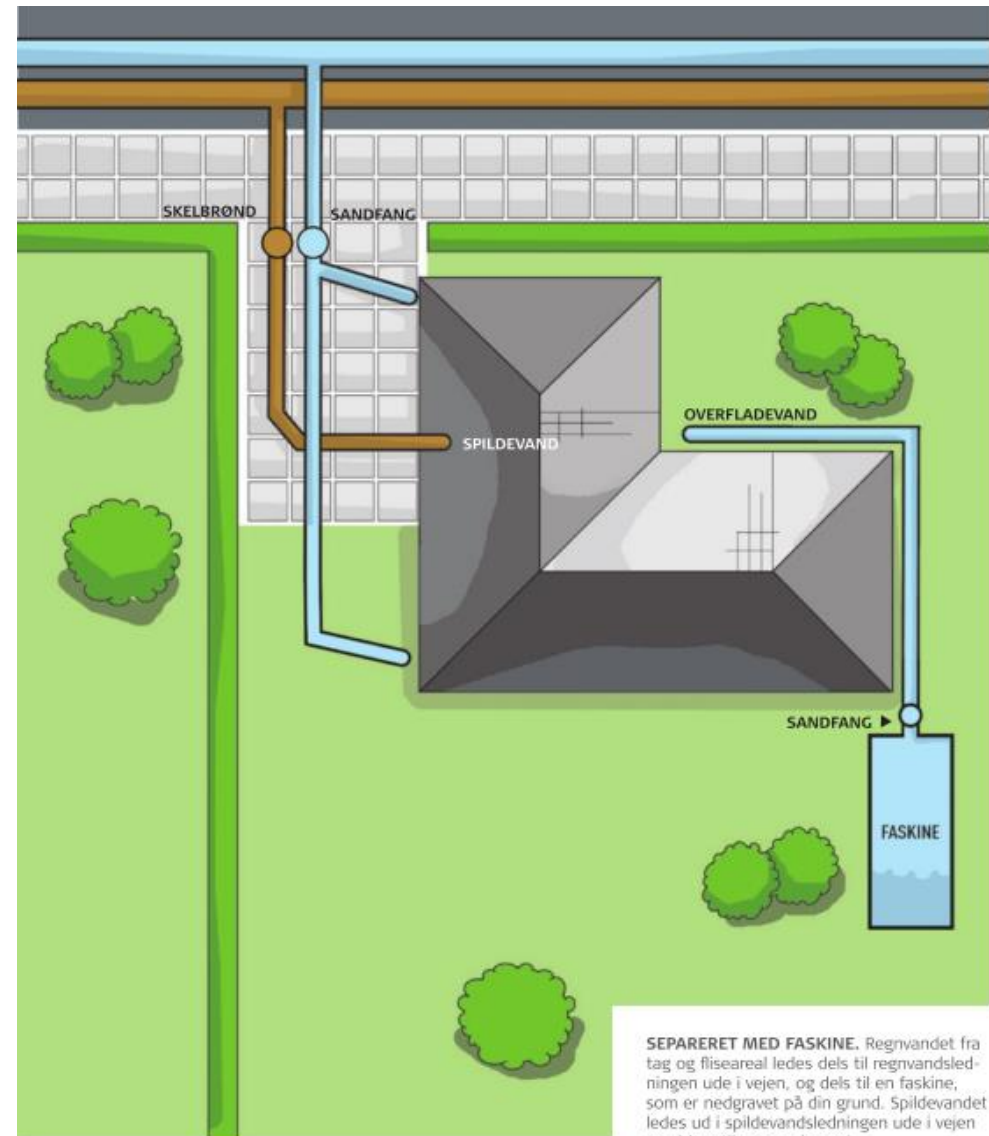 SKELBRØND
SANDFANG
OVERFLADEVAND
SPILDEVAND
SANDFANG
FASKINE
SEPARERET MED FASKINE. Regnvandet fra
tag og fliseareal ledes dels til regnvandsled-
ningen ude i vejen, og dels til en faskine,
som er nedgravet på din grund. Spildevandet
ledes ud i spildevandsledningen ude i vejen